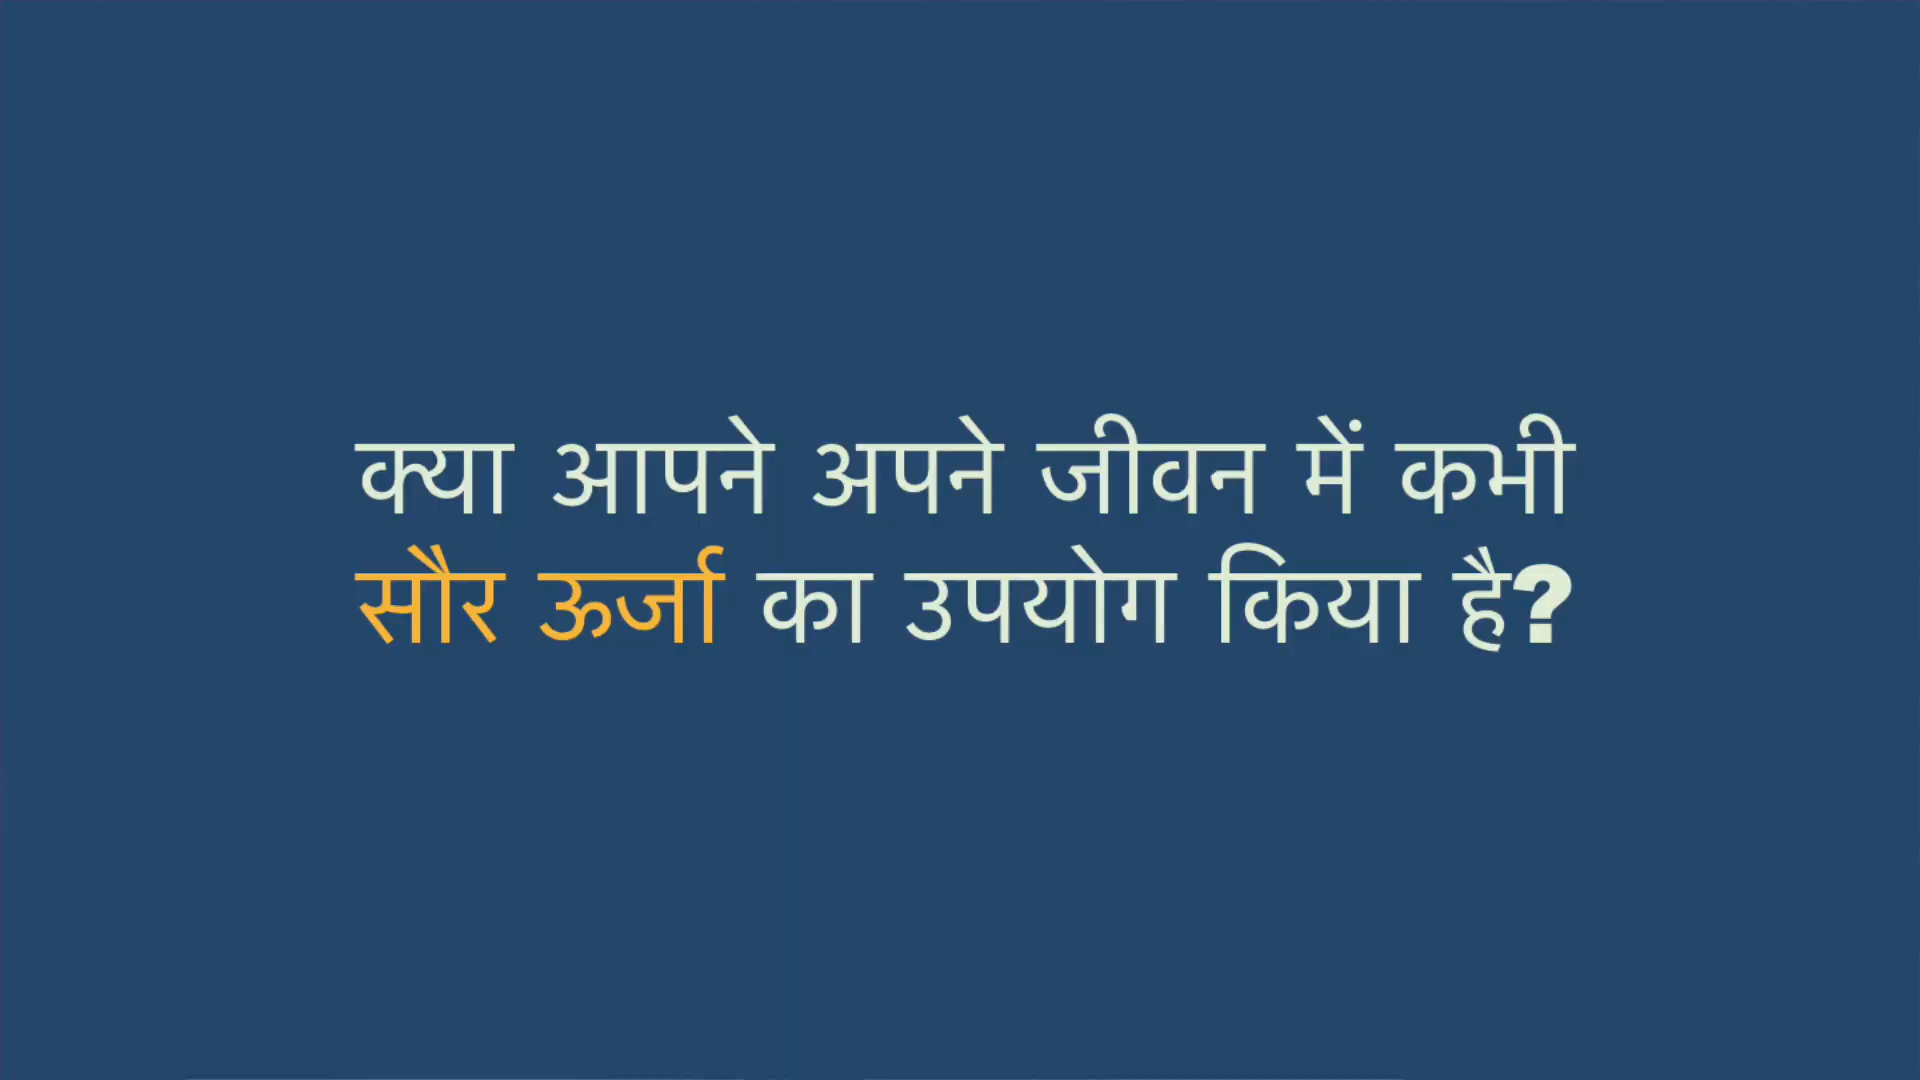 क्या आपने अपने जीवन में कभी
सौर ऊर्जा का उपयोग किया है?